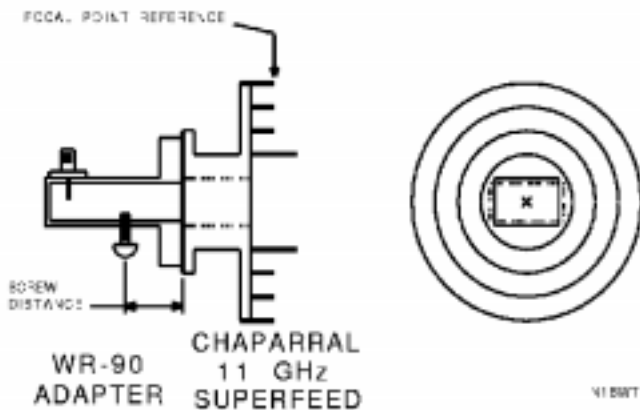 FOCAL POINT REFERENCE
SCREW
DISTANCE
WR-90
ADAPTER
CHAPARRAL
11 GHz
SUPERFEED